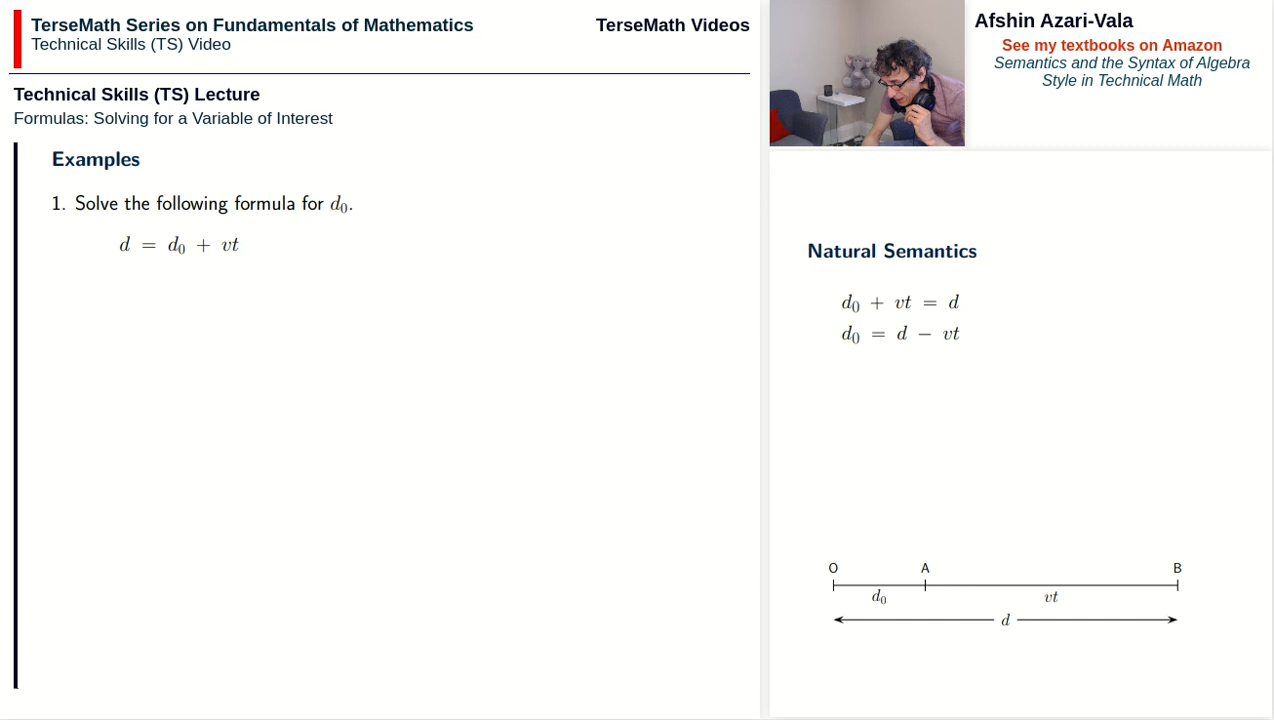 TerseMath Series on Fundamentals of Mathematics
Technical Skills (TS) Video
TerseMath Videos
Technical Skills (TS) Lecture
Formulas: Solving for a Variable of Interest
Examples
1. Solve the following formula for d₀.
d = d₀ + vt
Afshin Azari-Vala
See my textbooks on Amazon
Semantics and the Syntax of Algebra
Style in Technical Math
Natural Semantics
d₀ + vt = d
d₀ = d − vt
O A B
d₀ vt
d